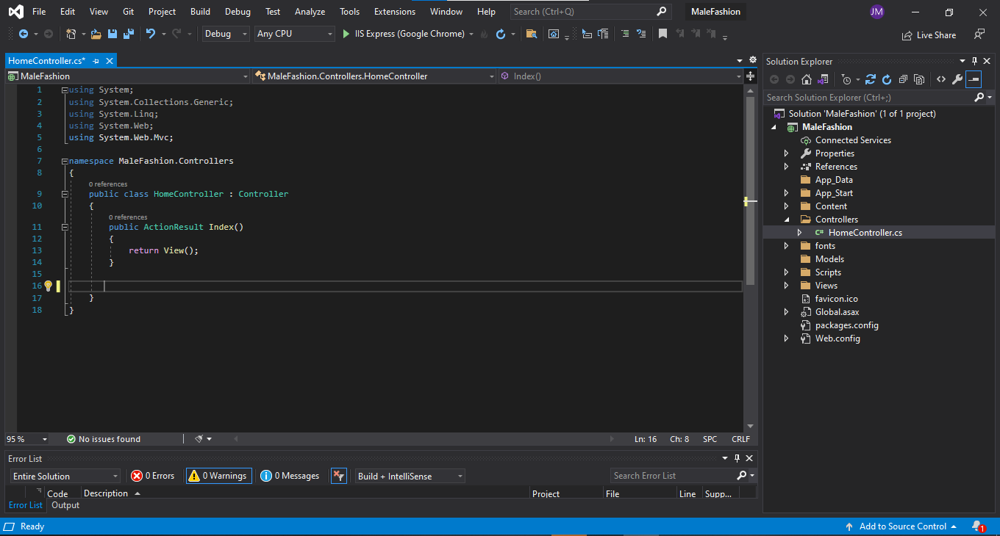 File Edit View Git Project Build Debug Test Analyze Tools Extensions Window Help Search (Ctrl+Q) MaleFashion JM
Debug Any CPU IIS Express (Google Chrome) Live Share
HomeController.cs*
MaleFashion MaleFashion.Controllers.HomeController Index()
1 using System;
2 using System.Collections.Generic;
3 using System.Linq;
4 using System.Web;
5 using System.Web.Mvc;
6
7 namespace MaleFashion.Controllers
8 {
0 references
9 public class HomeController : Controller
10 {
0 references
11 public ActionResult Index()
12 {
13 return View();
14 }
15
16
17 }
18 }
95 % No issues found Ln: 16 Ch: 8 SPC CRLF
Error List
Entire Solution 0 Errors 0 Warnings 0 Messages Build + IntelliSense Search Error List
Code Description Project File Line Supp...
Error List Output
Solution Explorer
Search Solution Explorer (Ctrl+;)
Solution 'MaleFashion' (1 of 1 project)
MaleFashion
Connected Services
Properties
References
App_Data
App_Start
Content
Controllers
C# HomeController.cs
fonts
Models
Scripts
Views
favicon.ico
Global.asax
packages.config
Web.config
Ready Add to Source Control 1